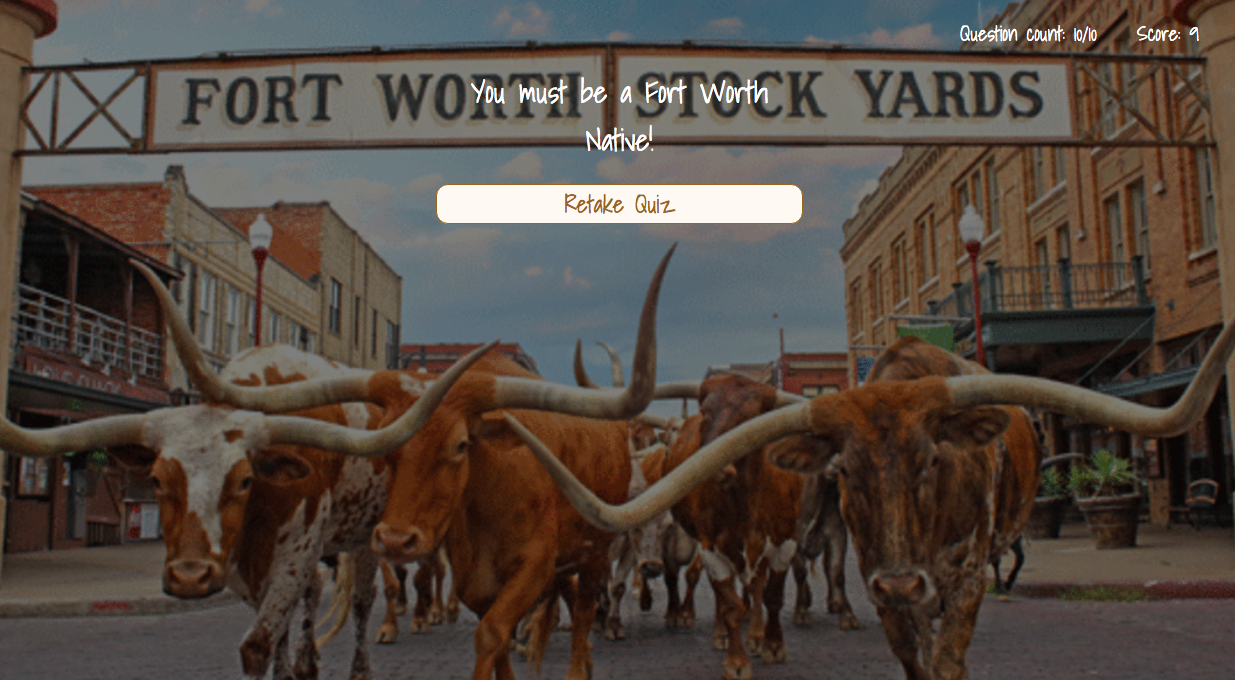 Question count: 10/10 Score: 9
FORT WORTH STOCK YARDS
You must be a Fort Worth
Native!
Retake Quiz